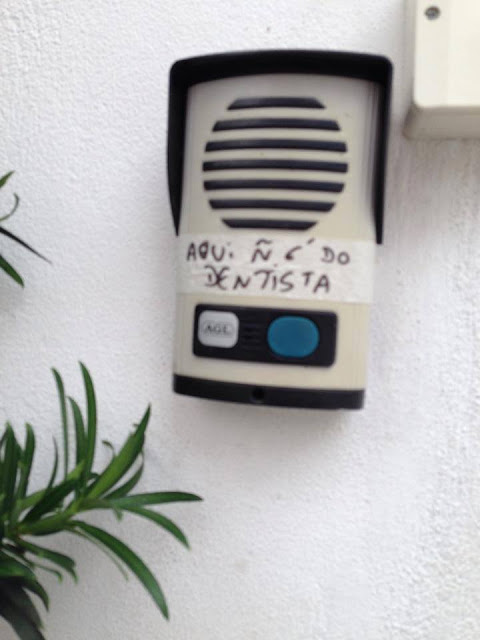 AQUI Ñ É DO
DENTISTA
AGL